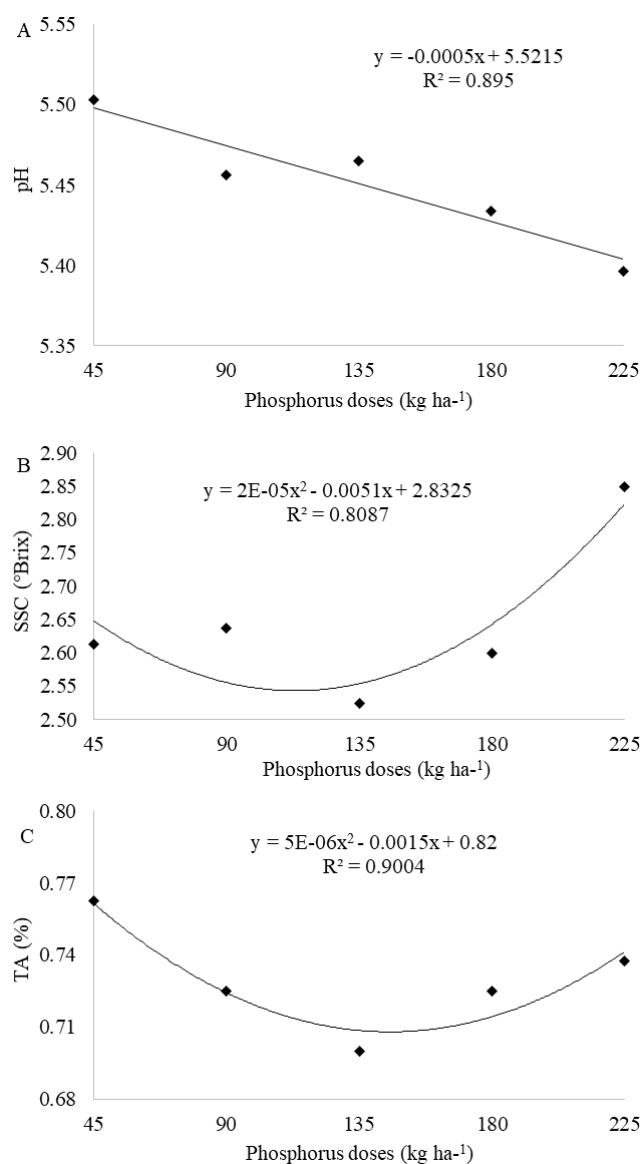 A
5.55
y = -0.0005x + 5.5215
R² = 0.895
5.50
5.45
pH
5.40
5.35
45 90 135 180 225
Phosphorus doses (kg ha-¹)
B
2.90
2.85
y = 2E-05x² - 0.0051x + 2.8325
R² = 0.8087
2.80
2.75
2.70
SSC (°Brix)
2.65
2.60
2.55
2.50
45 90 135 180 225
Phosphorus doses (kg ha-¹)
C
0.80
y = 5E-06x² - 0.0015x + 0.82
R² = 0.9004
0.77
0.74
TA (%)
0.71
0.68
45 90 135 180 225
Phosphorus doses (kg ha-¹)